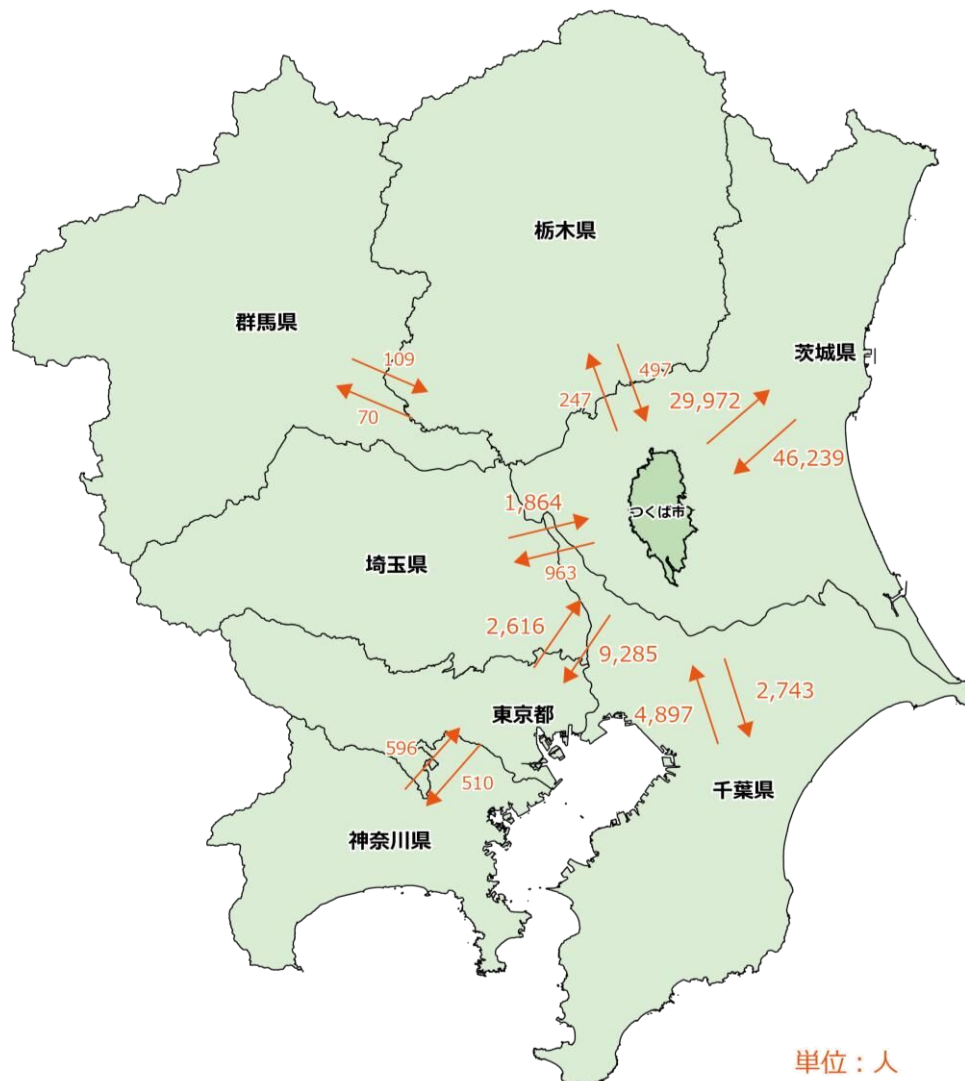 栃木県
群馬県
茨城県
109
70
497
247
29,972
46,239
1,864
つくば市
埼玉県
963
2,616
9,285
2,743
4,897
東京都
596
510
千葉県
神奈川県
単位：人